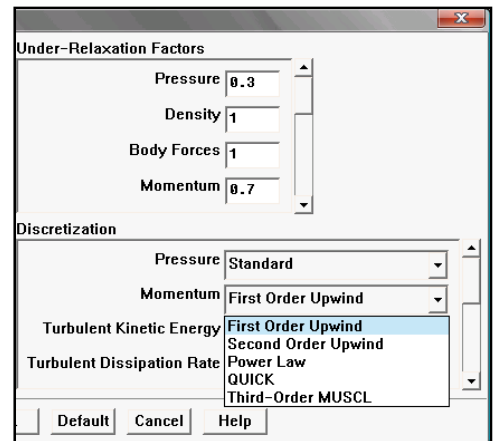 Under-Relaxation Factors
Pressure 0.3
Density 1
Body Forces 1
Momentum 0.7
Discretization
Pressure Standard
Momentum First Order Upwind
Turbulent Kinetic Energy First Order Upwind
Second Order Upwind
Turbulent Dissipation Rate Power Law
QUICK
Third-Order MUSCL
Default Cancel Help